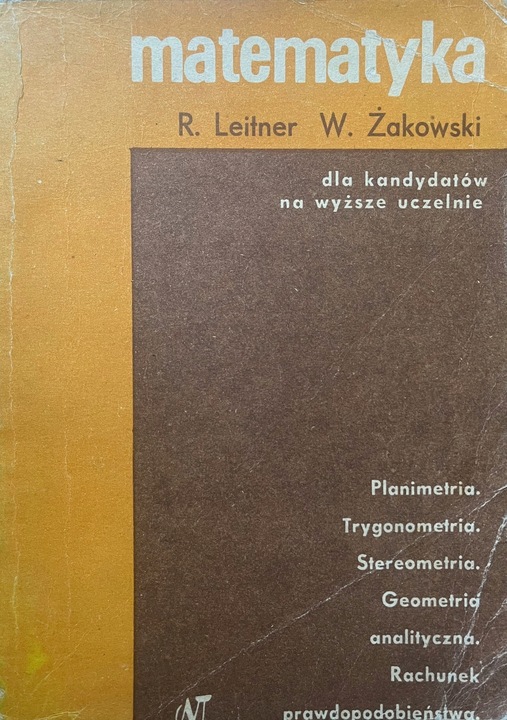 matematyka
R. Leitner W. Żakowski
dla kandydatów
na wyższe uczelnie
Planimetria.
Trygonometria.
Stereometria.
Geometria
analityczna.
Rachunek
prawdopodobieństwa.